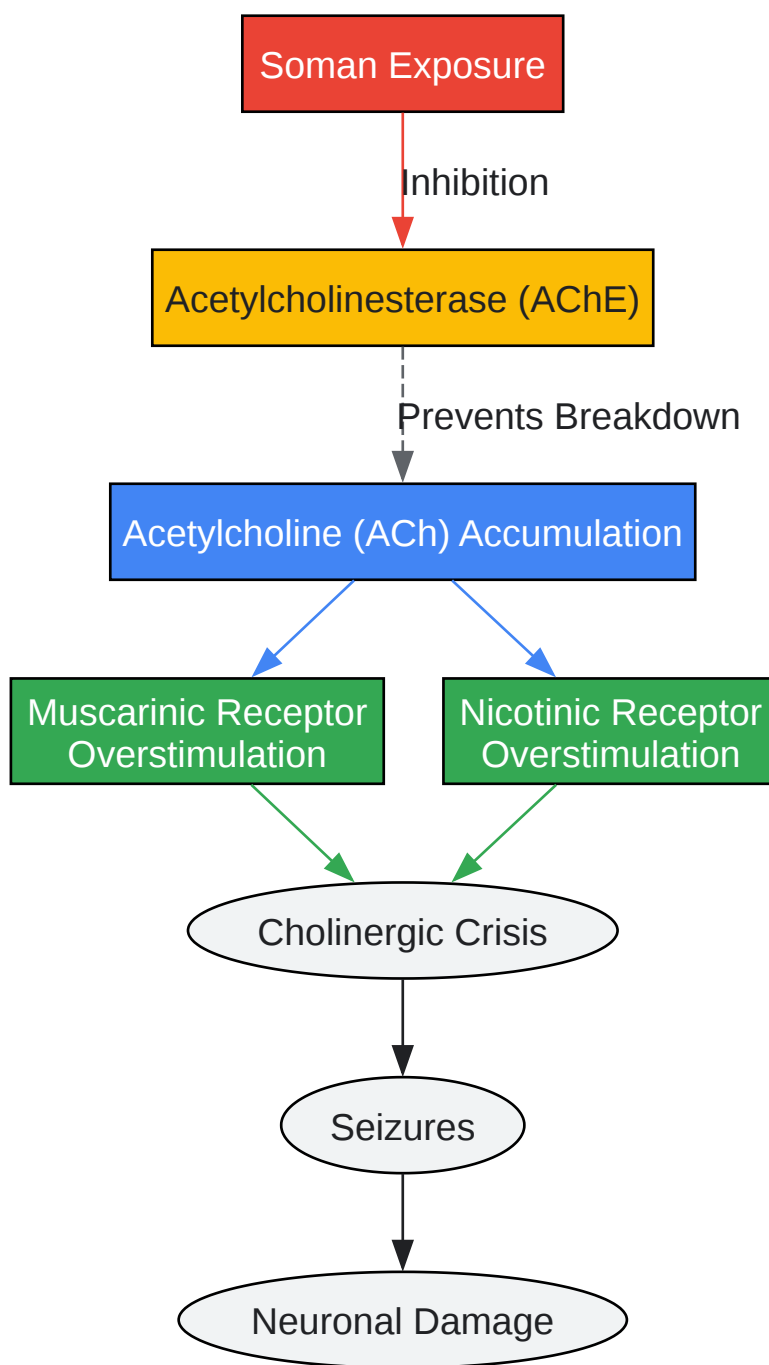 Soman Exposure
Inhibition
Acetylcholinesterase (AChE)
Prevents Breakdown
Acetylcholine (ACh) Accumulation
Muscarinic Receptor
Overstimulation
Nicotinic Receptor
Overstimulation
Cholinergic Crisis
Seizures
Neuronal Damage